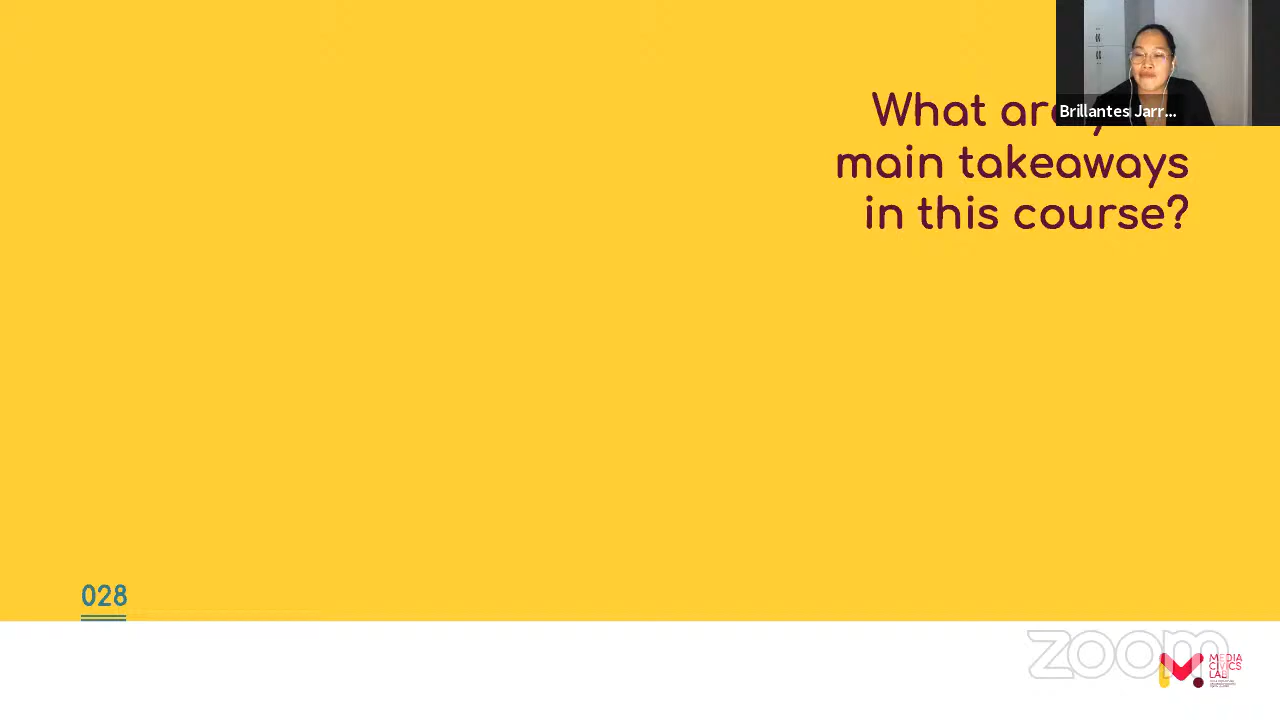 Brillantes Jarr...
What are
main takeaways
in this course?
028
zoom
MEDIA
CIVICS
LAB